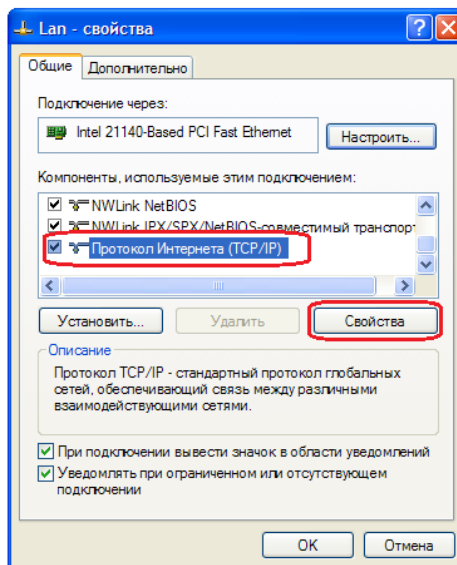 Lan - свойства
Общие
Дополнительно
Подключение через:
Intel 21140-Based PCI Fast Ethernet
Настроить...
Компоненты, используемые этим подключением:
NWLink NetBIOS
NWLink IPX/SPX/NetBIOS-совместимый транспорт
Протокол Интернета (TCP/IP)
Установить...
Удалить
Свойства
Описание
Протокол TCP/IP - стандартный протокол глобальных
сетей, обеспечивающий связь между различными
взаимодействующими сетями.
При подключении вывести значок в области уведомлений
Уведомлять при ограниченном или отсутствующем
подключении
OK
Отмена